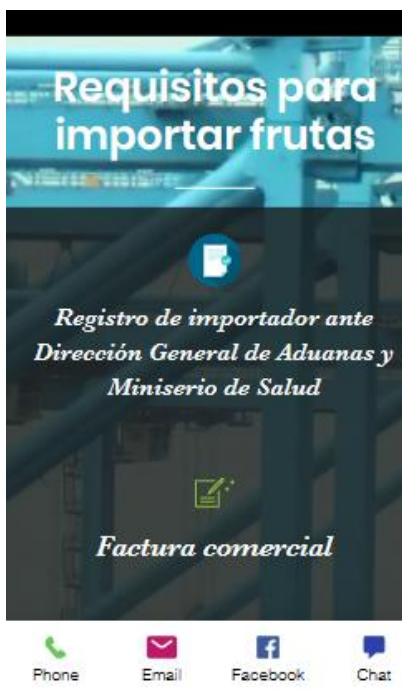 Requisitos para
importar frutas
Registro de importador ante
Dirección General de Aduanas y
Miniserio de Salud
Factura comercial
Phone Email Facebook Chat